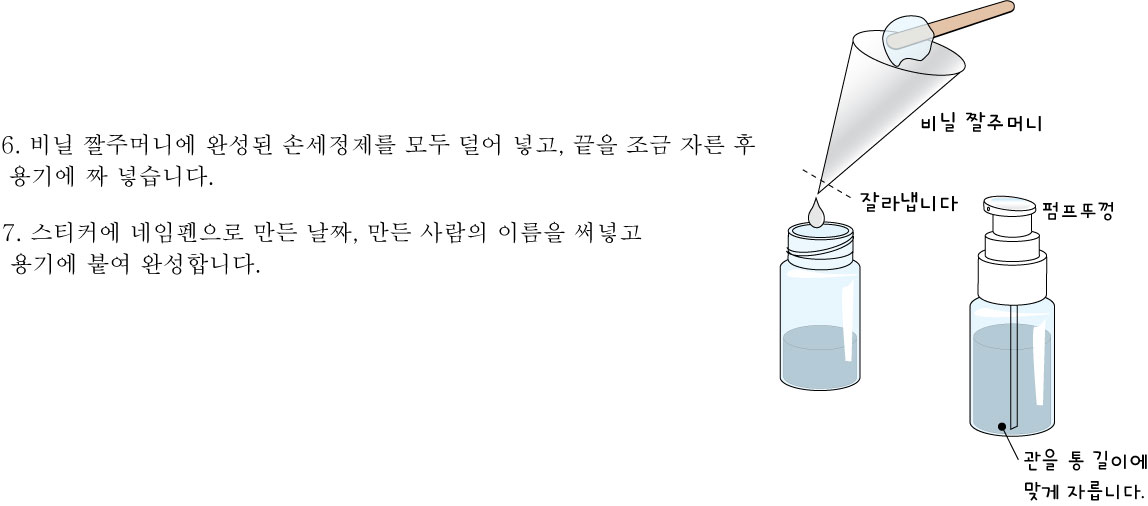 6. 비닐 짤주머니에 완성된 손세정제를 모두 덜어 넣고, 끝을 조금 자른 후
용기에 짜 넣습니다.
7. 스티커에 네임펜으로 만든 날짜, 만든 사람의 이름을 써넣고
용기에 붙여 완성합니다.
비닐 짤주머니
잘라냅니다
펌프뚜껑
관을 통 길이에
맞게 자릅니다.